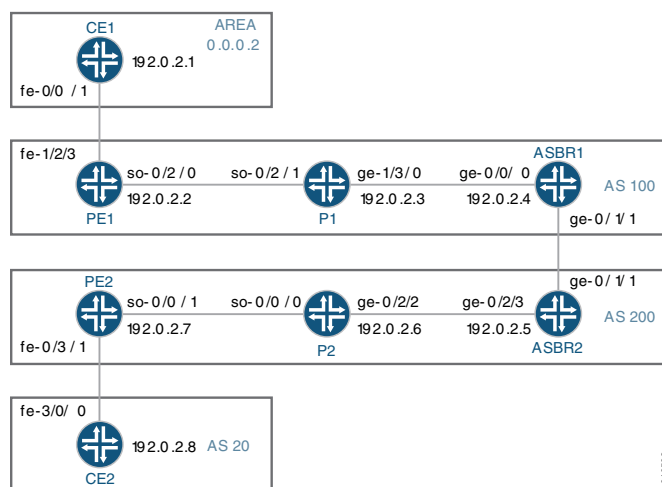 CE1
AREA
0.0.0.2
192.0.2.1
fe-0/0/1
fe-1/2/3
so-0/2/0
so-0/2/1
ge-1/3/0
ge-0/0/0
ASBR1
192.0.2.2
192.0.2.3
192.0.2.4
AS 100
PE1
P1
ge-0/1/1
PE2
ge-0/1/1
so-0/0/1
so-0/0/0
ge-0/2/2
ge-0/2/3
192.0.2.7
192.0.2.6
192.0.2.5
AS 200
fe-0/3/1
P2
ASBR2
fe-3/0/0
192.0.2.8
AS 20
CE2